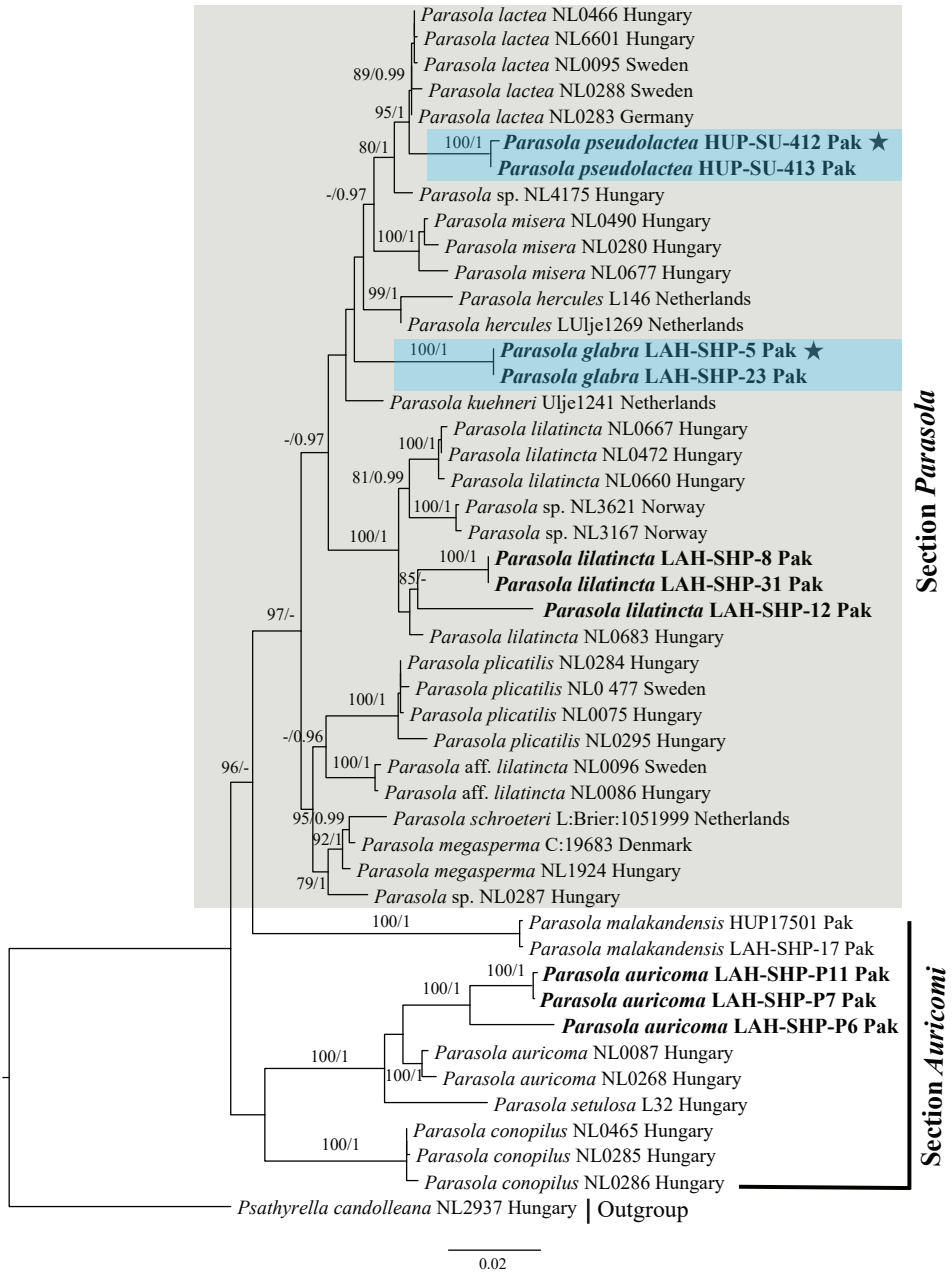 Parasola lactea NL0466 Hungary
Parasola lactea NL6601 Hungary
Parasola lactea NL0095 Sweden
89/0.99
Parasola lactea NL0288 Sweden
95/1
Parasola lactea NL0283 Germany
100/1
Parasola pseudolactea HUP-SU-412 Pak ★
80/1
Parasola pseudolactea HUP-SU-413 Pak
-/0.97
Parasola sp. NL4175 Hungary
Parasola misera NL0490 Hungary
100/1
Parasola misera NL0280 Hungary
Parasola misera NL0677 Hungary
99/1
Parasola hercules L146 Netherlands
Parasola hercules LUlje1269 Netherlands
100/1
Parasola glabra LAH-SHP-5 Pak ★
Parasola glabra LAH-SHP-23 Pak
Parasola kuehneri Ulje1241 Netherlands
-/0.97
Parasola lilatincta NL0667 Hungary
100/1
Parasola lilatincta NL0472 Hungary
81/0.99
Parasola lilatincta NL0660 Hungary
100/1
Parasola sp. NL3621 Norway
Parasola sp. NL3167 Norway
100/1
100/1
Parasola lilatincta LAH-SHP-8 Pak
85/-
Parasola lilatincta LAH-SHP-31 Pak
Parasola lilatincta LAH-SHP-12 Pak
97/-
Parasola lilatincta NL0683 Hungary
Parasola plicatilis NL0284 Hungary
Parasola plicatilis NL0 477 Sweden
100/1
Parasola plicatilis NL0075 Hungary
-/0.96
Parasola plicatilis NL0295 Hungary
96/-
100/1
Parasola aff. lilatincta NL0096 Sweden
Parasola aff. lilatincta NL0086 Hungary
95/0.99
Parasola schroeteri L:Brier:1051999 Netherlands
92/1
Parasola megasperma C:19683 Denmark
Parasola megasperma NL1924 Hungary
79/1
Parasola sp. NL0287 Hungary
Section Parasola
100/1
Parasola malakandensis HUP17501 Pak
Parasola malakandensis LAH-SHP-17 Pak
100/1
Parasola auricoma LAH-SHP-P11 Pak
100/1
Parasola auricoma LAH-SHP-P7 Pak
Parasola auricoma LAH-SHP-P6 Pak
100/1
Parasola auricoma NL0087 Hungary
100/1
Parasola auricoma NL0268 Hungary
Parasola setulosa L32 Hungary
Parasola conopilus NL0465 Hungary
100/1
Parasola conopilus NL0285 Hungary
Parasola conopilus NL0286 Hungary
Section Auricomi
Psathyrella candolleana NL2937 Hungary | Outgroup
0.02